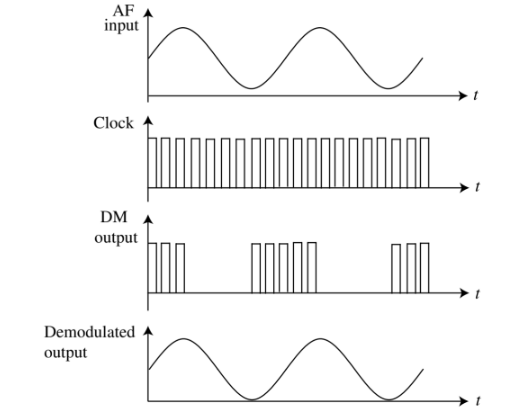 AF
input
t
Clock
t
DM
output
t
Demodulated
output
t